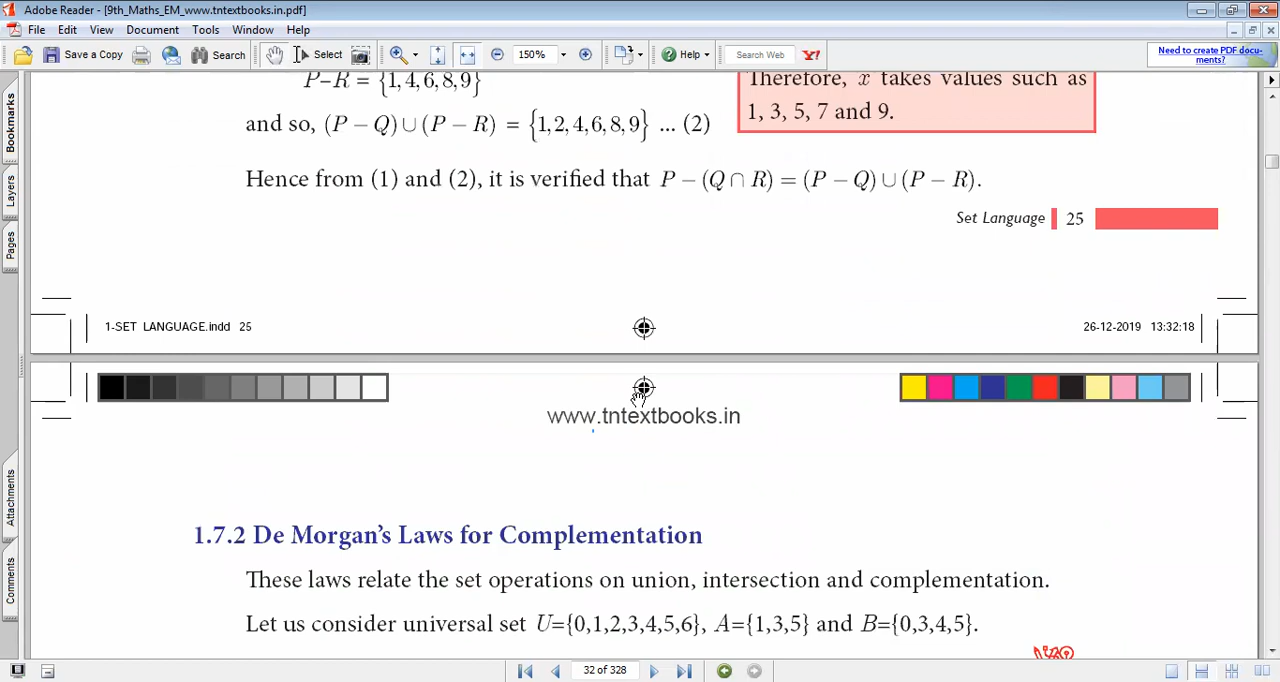 Adobe Reader - [9th_Maths_EM_www.tntextbooks.in.pdf]
File Edit View Document Tools Window Help
Save a Copy Search Select 150% Help Search Web Y!
Need to create PDF docu-
ments?
Bookmarks
Layers
Pages
Attachments
Comments
P–R = {1,4,6,8,9}
and so, (P − Q)∪(P − R) = {1,2,4,6,8,9} ... (2)
Therefore, x takes values such as
1, 3, 5, 7 and 9.
Hence from (1) and (2), it is verified that P − (Q ∩ R) = (P − Q) ∪ (P − R).
Set Language 25
1-SET LANGUAGE.indd 25
26-12-2019 13:32:18
www.tntextbooks.in
1.7.2 De Morgan’s Laws for Complementation
These laws relate the set operations on union, intersection and complementation.
Let us consider universal set U={0,1,2,3,4,5,6}, A={1,3,5} and B={0,3,4,5}.
32 of 328